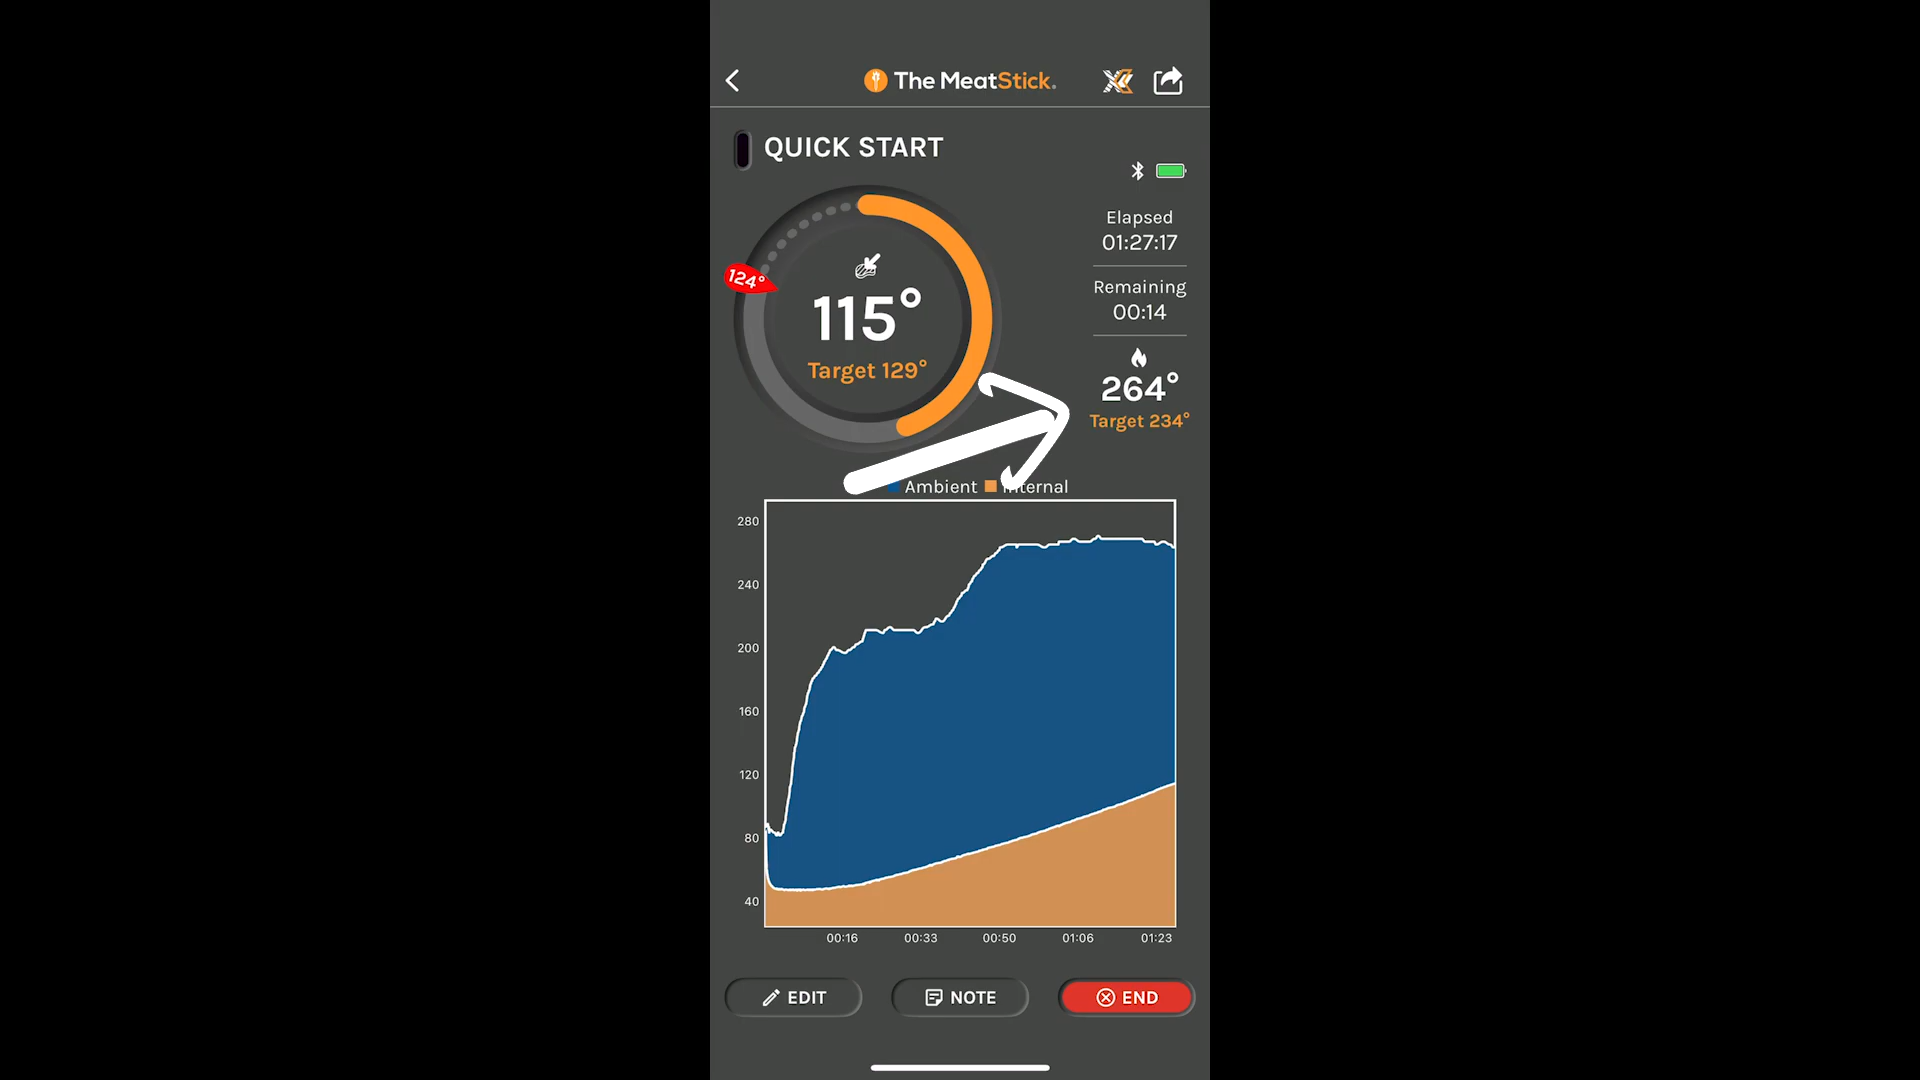 The MeatStick.
QUICK START
Elapsed
01:27:17
124°
Remaining
00:14
115°
Target 129°
264°
Target 234°
Ambient
280
240
200
160
120
80
40
00:16 00:33 00:50 01:06 01:23
EDIT NOTE END